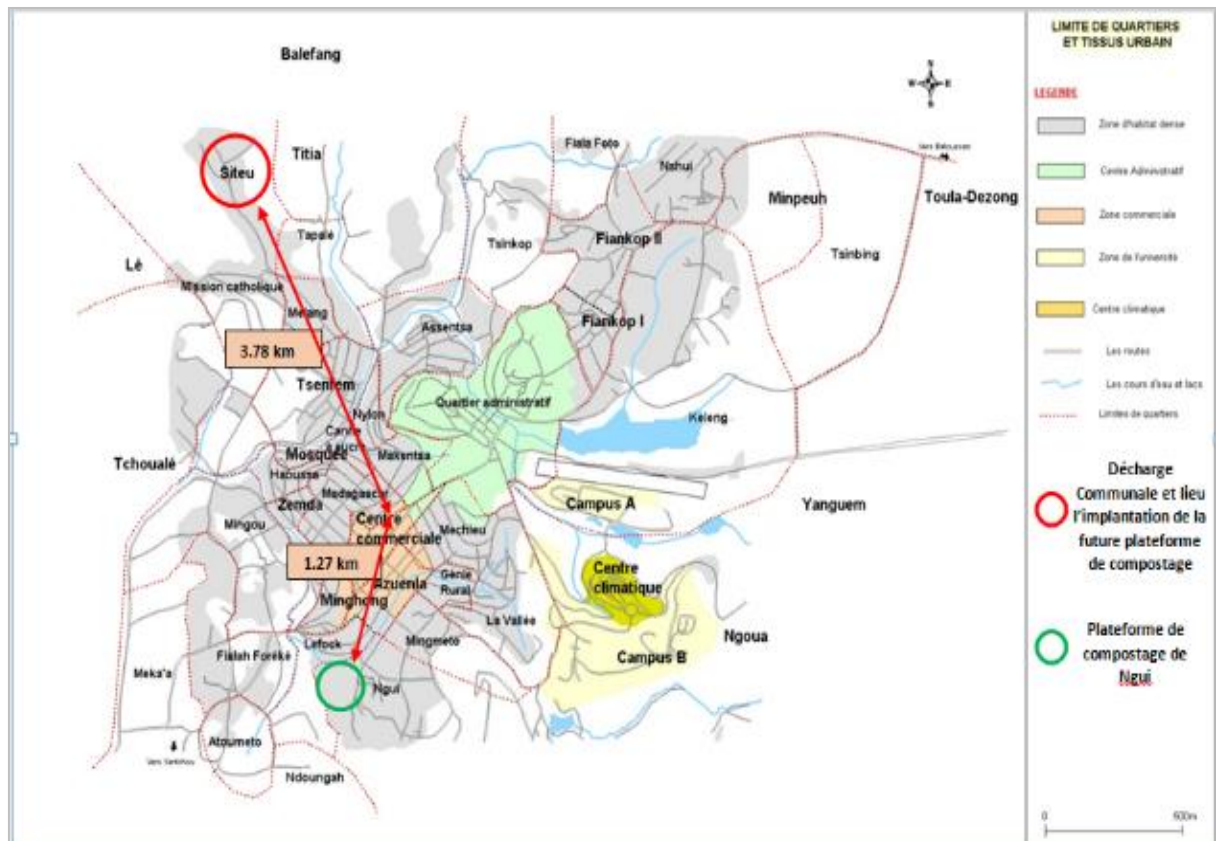 Balefang
N
W
E
S
Siteu
Titia
Fiala Foto
Nshui
Minpeuh
Toula-Dezong
Tapalé
Tsinkop
Fiankop II
Tsinbing
Lé
Mission catholique
Melang
Assentsa
Fiankop I
3.78 km
Tsenlem
Quartier administratif
Nylon
Keleng
Makentsa
Mosquée
Tchoualé
Haoussa
Madagascar
Zemda
Campus A
Yanguem
Centre
commerciale
Mingou
Mechieu
1.27 km
Centre
climatique
Azuenla
Génie
Rural
Minghong
La Vallée
Ngoua
Lefock
Mingmeto
Fialah Foréké
Campus B
Meka'a
Ngui
Atoumeto
Ndoungah
LIMITE DE QUARTIERS
ET TISSUS URBAIN
LEGENDE
Zone d'habitat dense
Centre Administratif
Zone commerciale
Zone de l'université
Centre climatique
Les routes
Les cours d'eau et lacs
Limites de quartiers
Décharge
Communale et lieu
l'implantation de la
future plateforme
de compostage
Plateforme de
compostage de
Ngui
0
500m